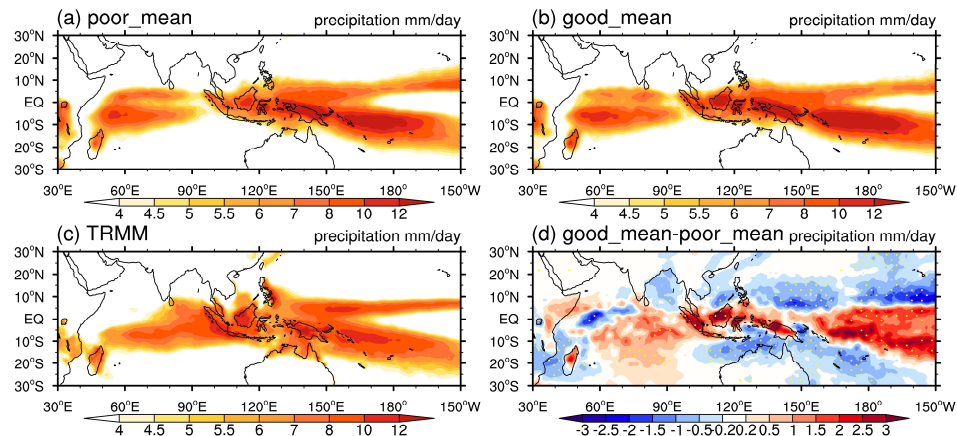 (a) poor_mean precipitation mm/day
30°N
20°N
10°N
EQ
10°S
20°S
30°S
30°E 60°E 90°E 120°E 150°E 180° 150°W
4 4.5 5 5.5 6 7 8 10 12
(b) good_mean precipitation mm/day
30°N
20°N
10°N
EQ
10°S
20°S
30°S
30°E 60°E 90°E 120°E 150°E 180° 150°W
4 4.5 5 5.5 6 7 8 10 12
(c) TRMM precipitation mm/day
30°N
20°N
10°N
EQ
10°S
20°S
30°S
30°E 60°E 90°E 120°E 150°E 180° 150°W
4 4.5 5 5.5 6 7 8 10 12
(d) good_mean-poor_mean precipitation mm/day
30°N
20°N
10°N
EQ
10°S
20°S
30°S
30°E 60°E 90°E 120°E 150°E 180° 150°W
-3 -2.5 -2 -1.5 -1 -0.5 -0.2 0.2 0.5 1 1.5 2 2.5 3